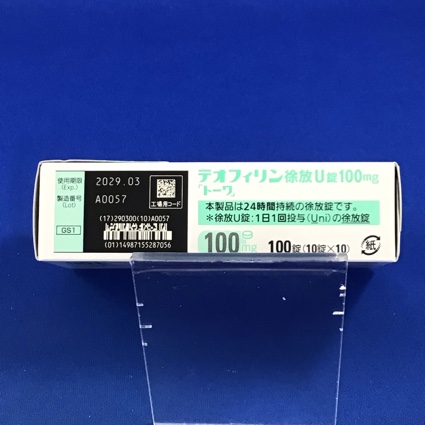 使用期限
(Exp.)
2029.03
製造番号
(Lot)
A0057
工場用コード
GS1
(17)290300(10)A0057
(01)14987155287056
テオフィリン徐放U錠100mg
「トーワ」
本製品は24時間持続の徐放錠です。
*徐放U錠:1日1回投与(Uni)の徐放錠
100mg
100錠(10錠×10)
紙